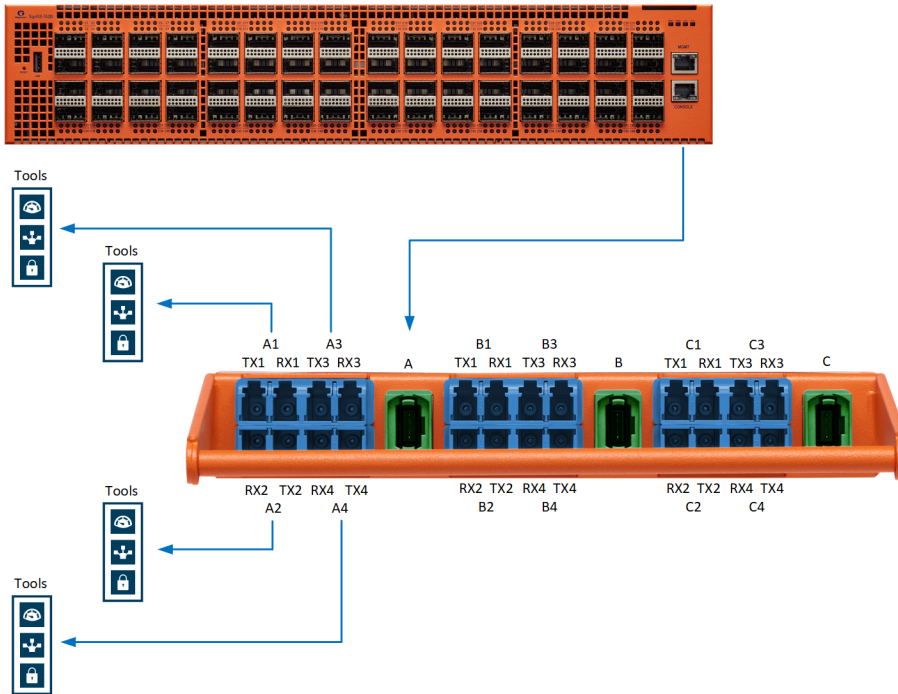 MGMT
CONSOLE
Tools
Tools
A1 A3
TX1 RX1 TX3 RX3
A
B1 B3
TX1 RX1 TX3 RX3
B
C1 C3
TX1 RX1 TX3 RX3
C
RX2 TX2 RX4 TX4
A2 A4
RX2 TX2 RX4 TX4
B2 B4
RX2 TX2 RX4 TX4
C2 C4
Tools
Tools